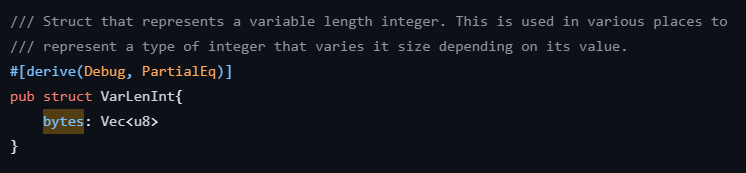 /// Struct that represents a variable length integer. This is used in various places to
/// represent a type of integer that varies it size depending on its value.
#[derive(Debug, PartialEq)]
pub struct VarLenInt{
    bytes: Vec<u8>
}